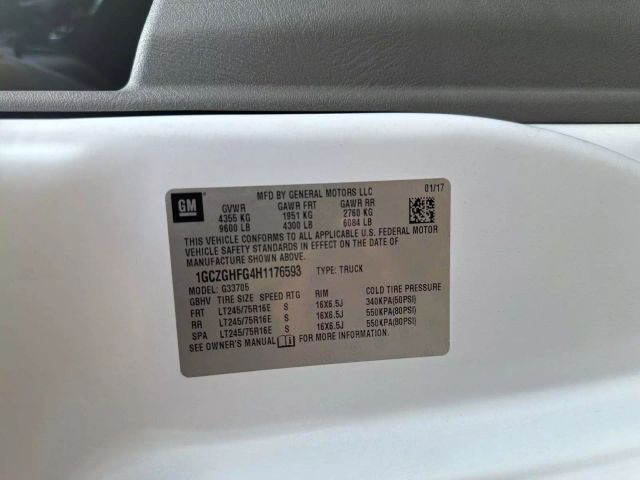 GM
MFD BY GENERAL MOTORS LLC 01/17
GVWR GAWR FRT GAWR RR
4355 KG 1951 KG 2760 KG
9600 LB 4300 LB 6084 LB
THIS VEHICLE CONFORMS TO ALL APPLICABLE U.S. FEDERAL MOTOR
VEHICLE SAFETY STANDARDS IN EFFECT ON THE DATE OF
MANUFACTURE SHOWN ABOVE.
1GCZGHFG4H1176593 TYPE: TRUCK
MODEL: G33705
GBHV TIRE SIZE SPEED RTG RIM COLD TIRE PRESSURE
FRT LT245/75R16E S 16X6.5J 340KPA(50PSI)
RR LT245/75R16E S 16X6.5J 550KPA(80PSI)
SPA LT245/75R16E S 16X6.5J 550KPA(80PSI)
SEE OWNER'S MANUAL FOR MORE INFORMATION.